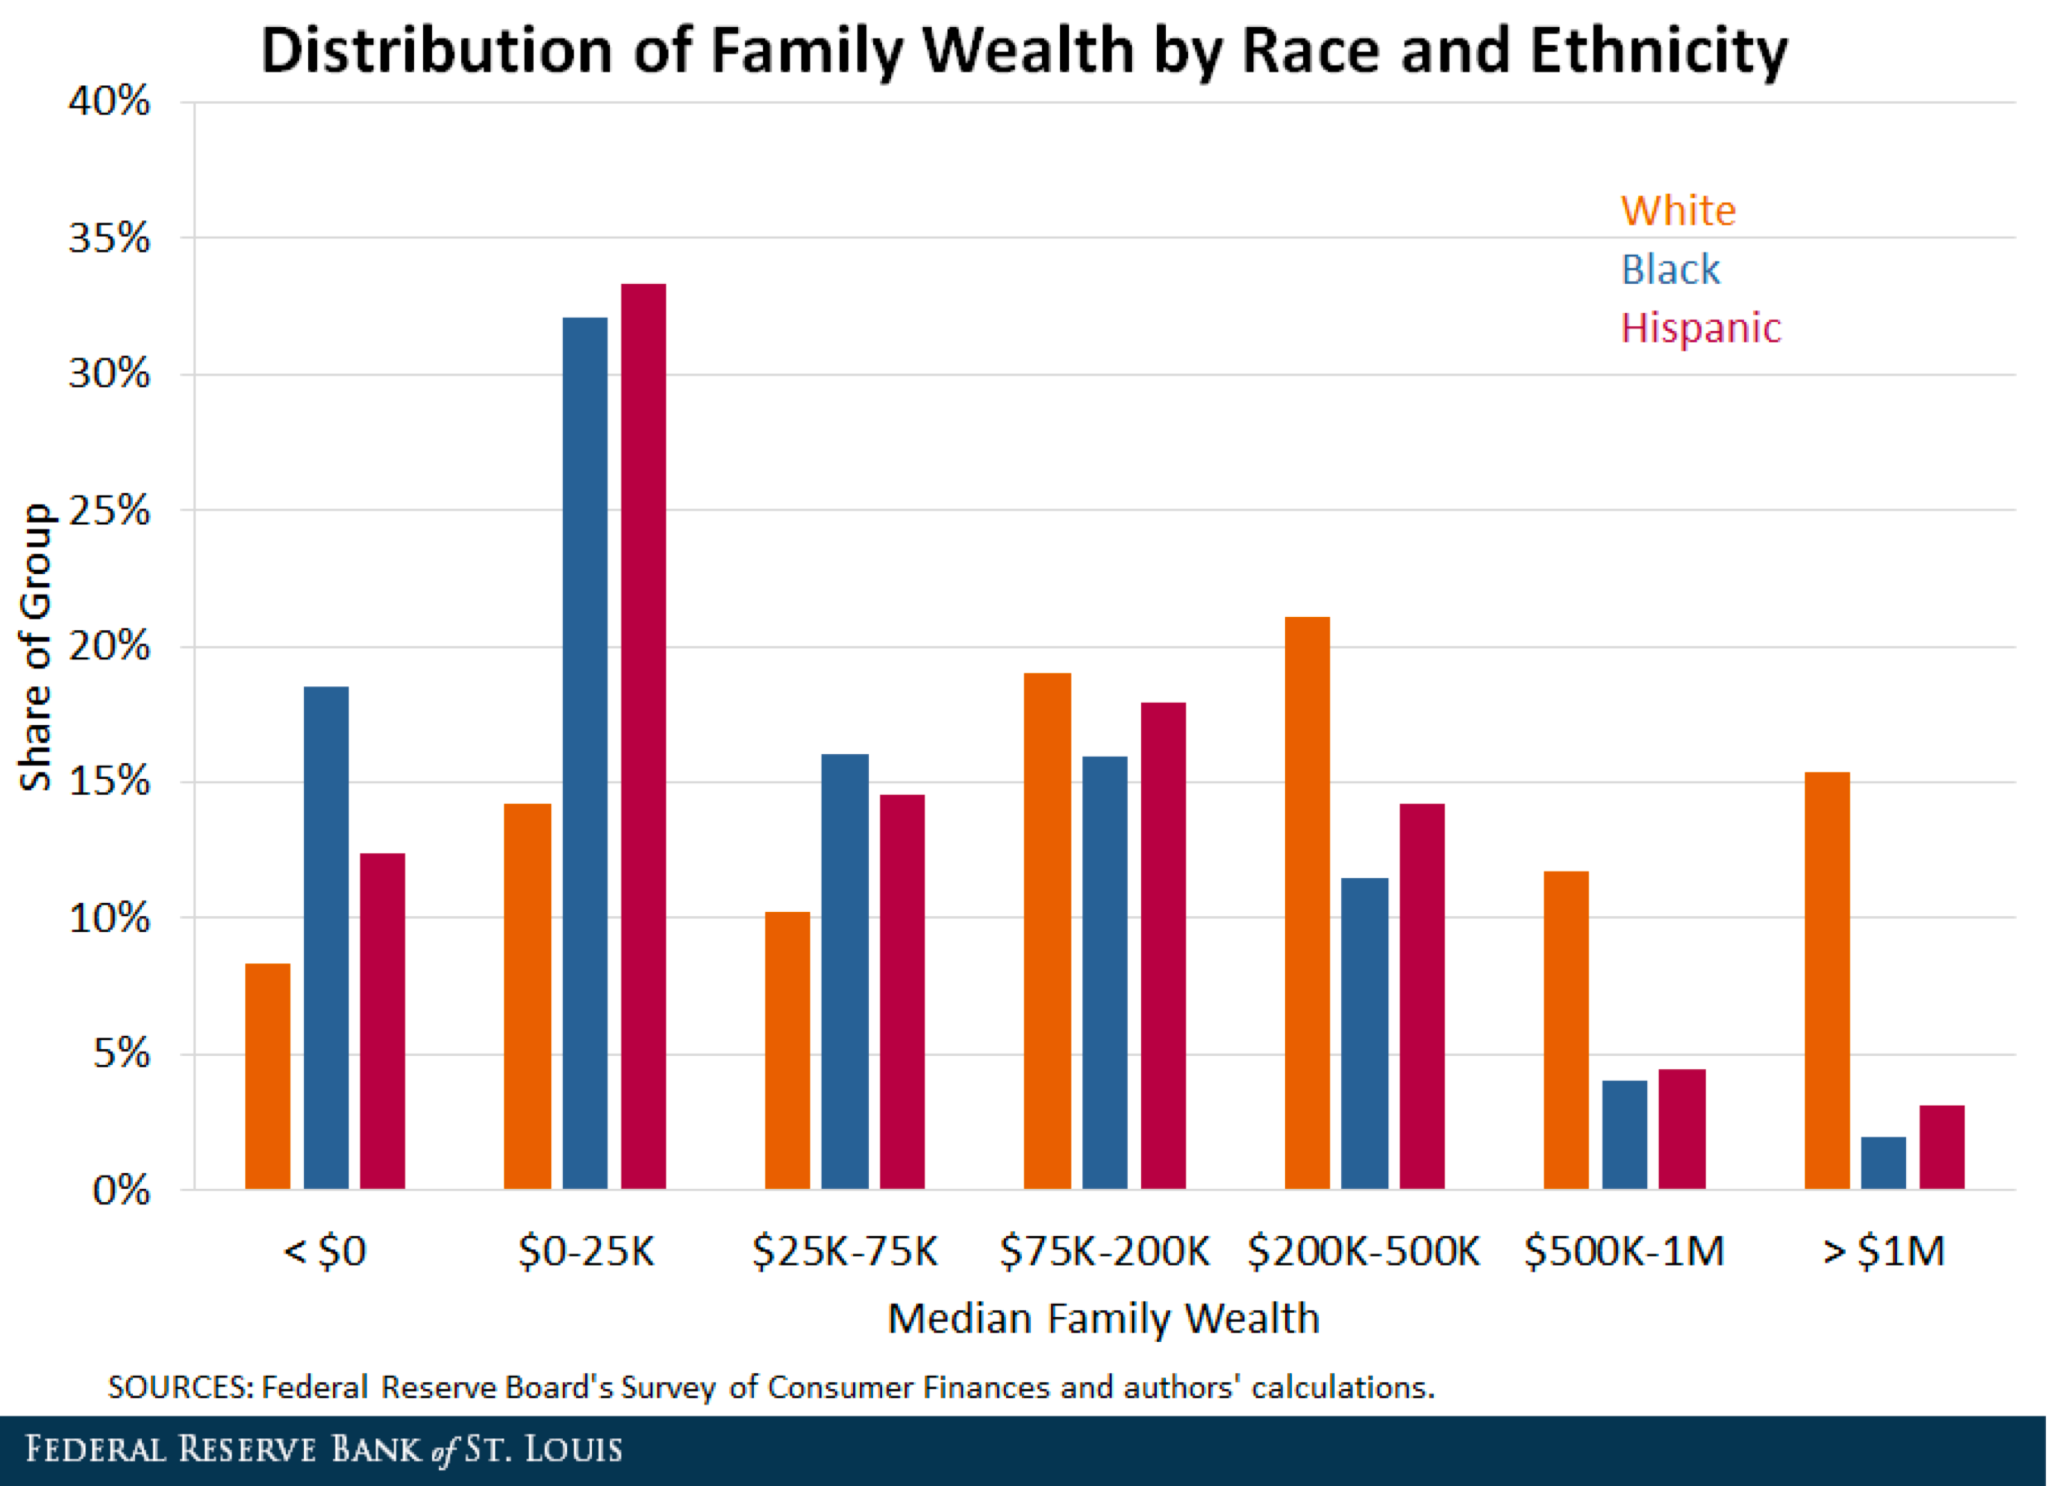 Distribution of Family Wealth by Race and Ethnicity
40%
35%
30%
25%
20%
15%
10%
5%
0%
Share of Group
White
Black
Hispanic
< $0
$0-25K
$25K-75K
$75K-200K
$200K-500K
$500K-1M
> $1M
Median Family Wealth
SOURCES: Federal Reserve Board's Survey of Consumer Finances and authors' calculations.
FEDERAL RESERVE BANK of ST. LOUIS